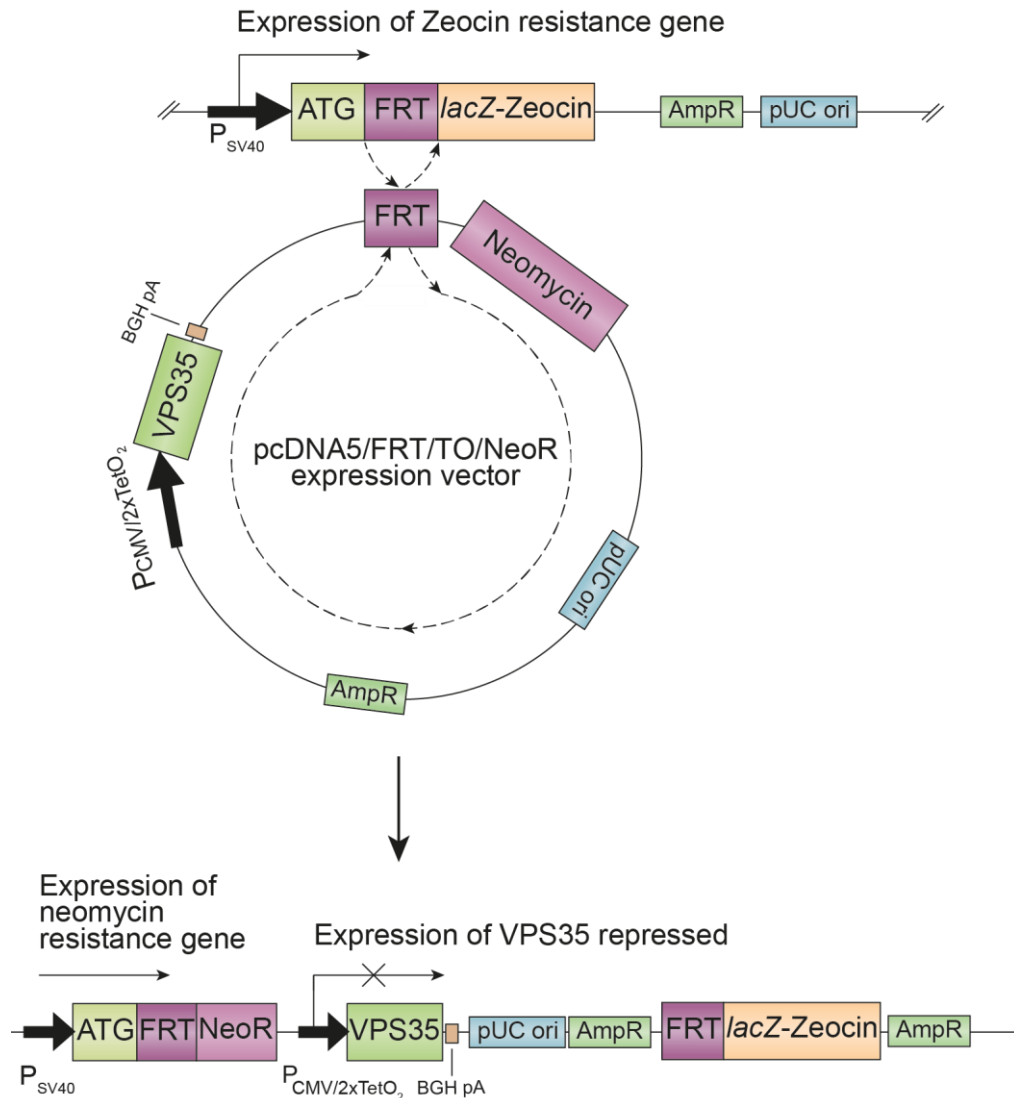 Expression of Zeocin resistance gene
ATG FRT lacZ-Zeocin AmpR pUC ori
PSV40
FRT
Neomycin
BGH pA
VPS35
PCMV/2xTetO2
pcDNA5/FRT/TO/NeoR
expression vector
pUC ori
AmpR
Expression of
neomycin
resistance gene
Expression of VPS35 repressed
ATG FRT NeoR VPS35 pUC ori AmpR FRT lacZ-Zeocin AmpR
PSV40 PCMV/2xTetO2 BGH pA